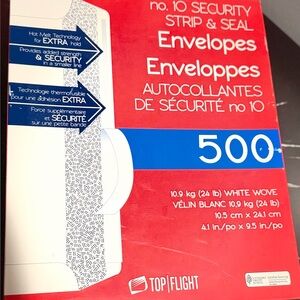 no. 10 SECURITY
STRIP & SEAL
Envelopes
Enveloppes
AUTOCOLLANTES
DE SÉCURITÉ no 10
Hot Melt Technology
for EXTRA hold
Provides added strength
& SECURITY
in a smaller line
Technologie thermofusible
pour une adhésion EXTRA
Force supplémentaire
et SÉCURITÉ
sur une petite bande
500
10.9 kg (24 lb) WHITE WOVE
VÉLIN BLANC 10.9 kg (24 lb)
10.5 cm x 24.1 cm
4.1 in./po x 9.5 in./po
TOP FLIGHT